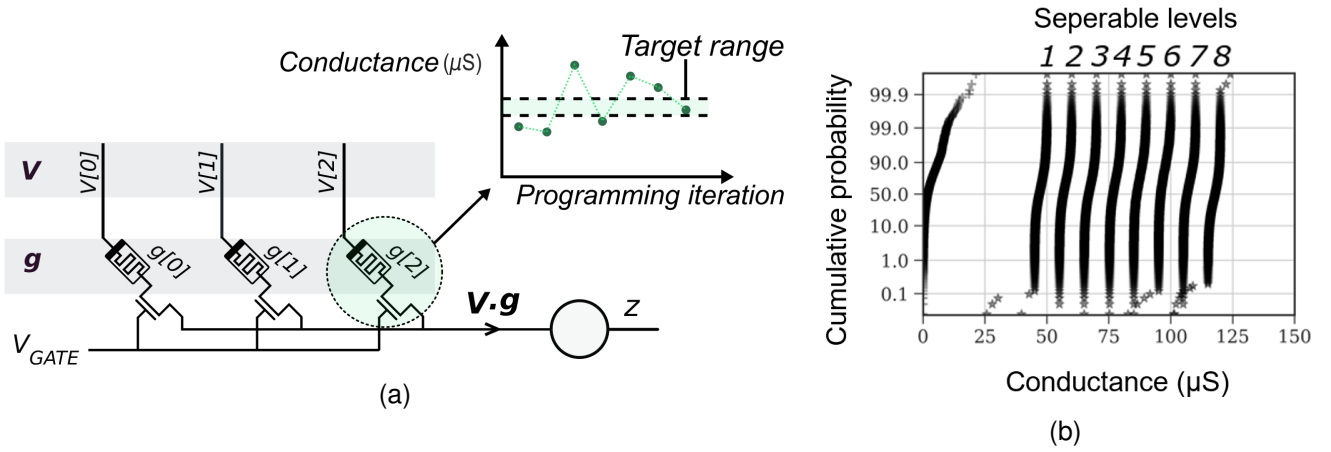 Conductance (µS)
Target range
Programming iteration
V
v[0]
v[1]
v[2]
g
g[0]
g[1]
g[2]
V.g
z
VGATE
(a)
Seperable levels
1 2 3 4 5 6 7 8
Cumulative probability
99.9
99.0
90.0
50.0
10.0
1.0
0.1
0 25 50 75 100 125 150
Conductance (µS)
(b)